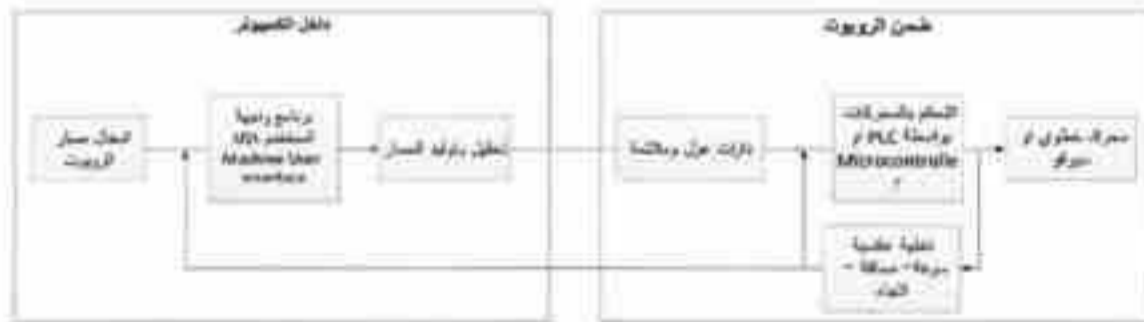 داخل الكمبيوتر
ضمن الروبوت
ادخال مسار
الروبوت
برنامج واجهة
المستخدم
Machine User
Interface
تحليل وتوليد المسار
دارات عزل وملائمة
التحكم بالمحركات
بواسطة PLC أو
Microcontrolle
r
محرك خطوي أو
سيرفو
تغذية عكسية
سرعة - مسافة -
اتجاه